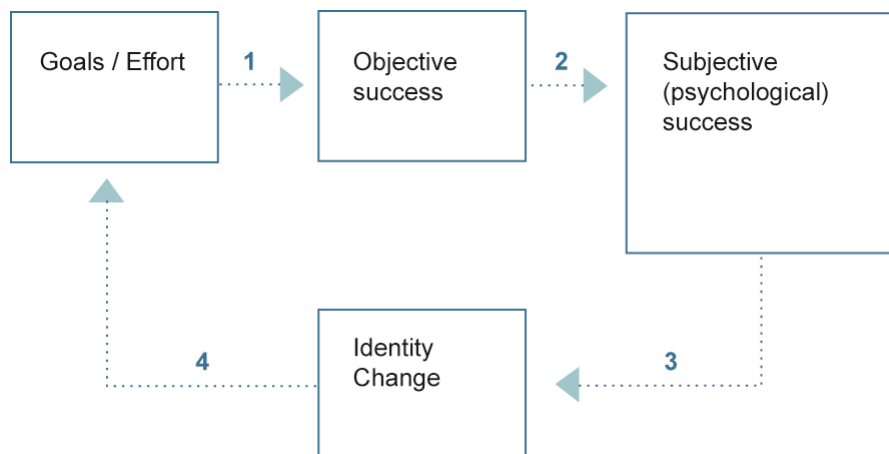 Goals / Effort
1
Objective
success
2
Subjective
(psychological)
success
3
Identity
Change
4